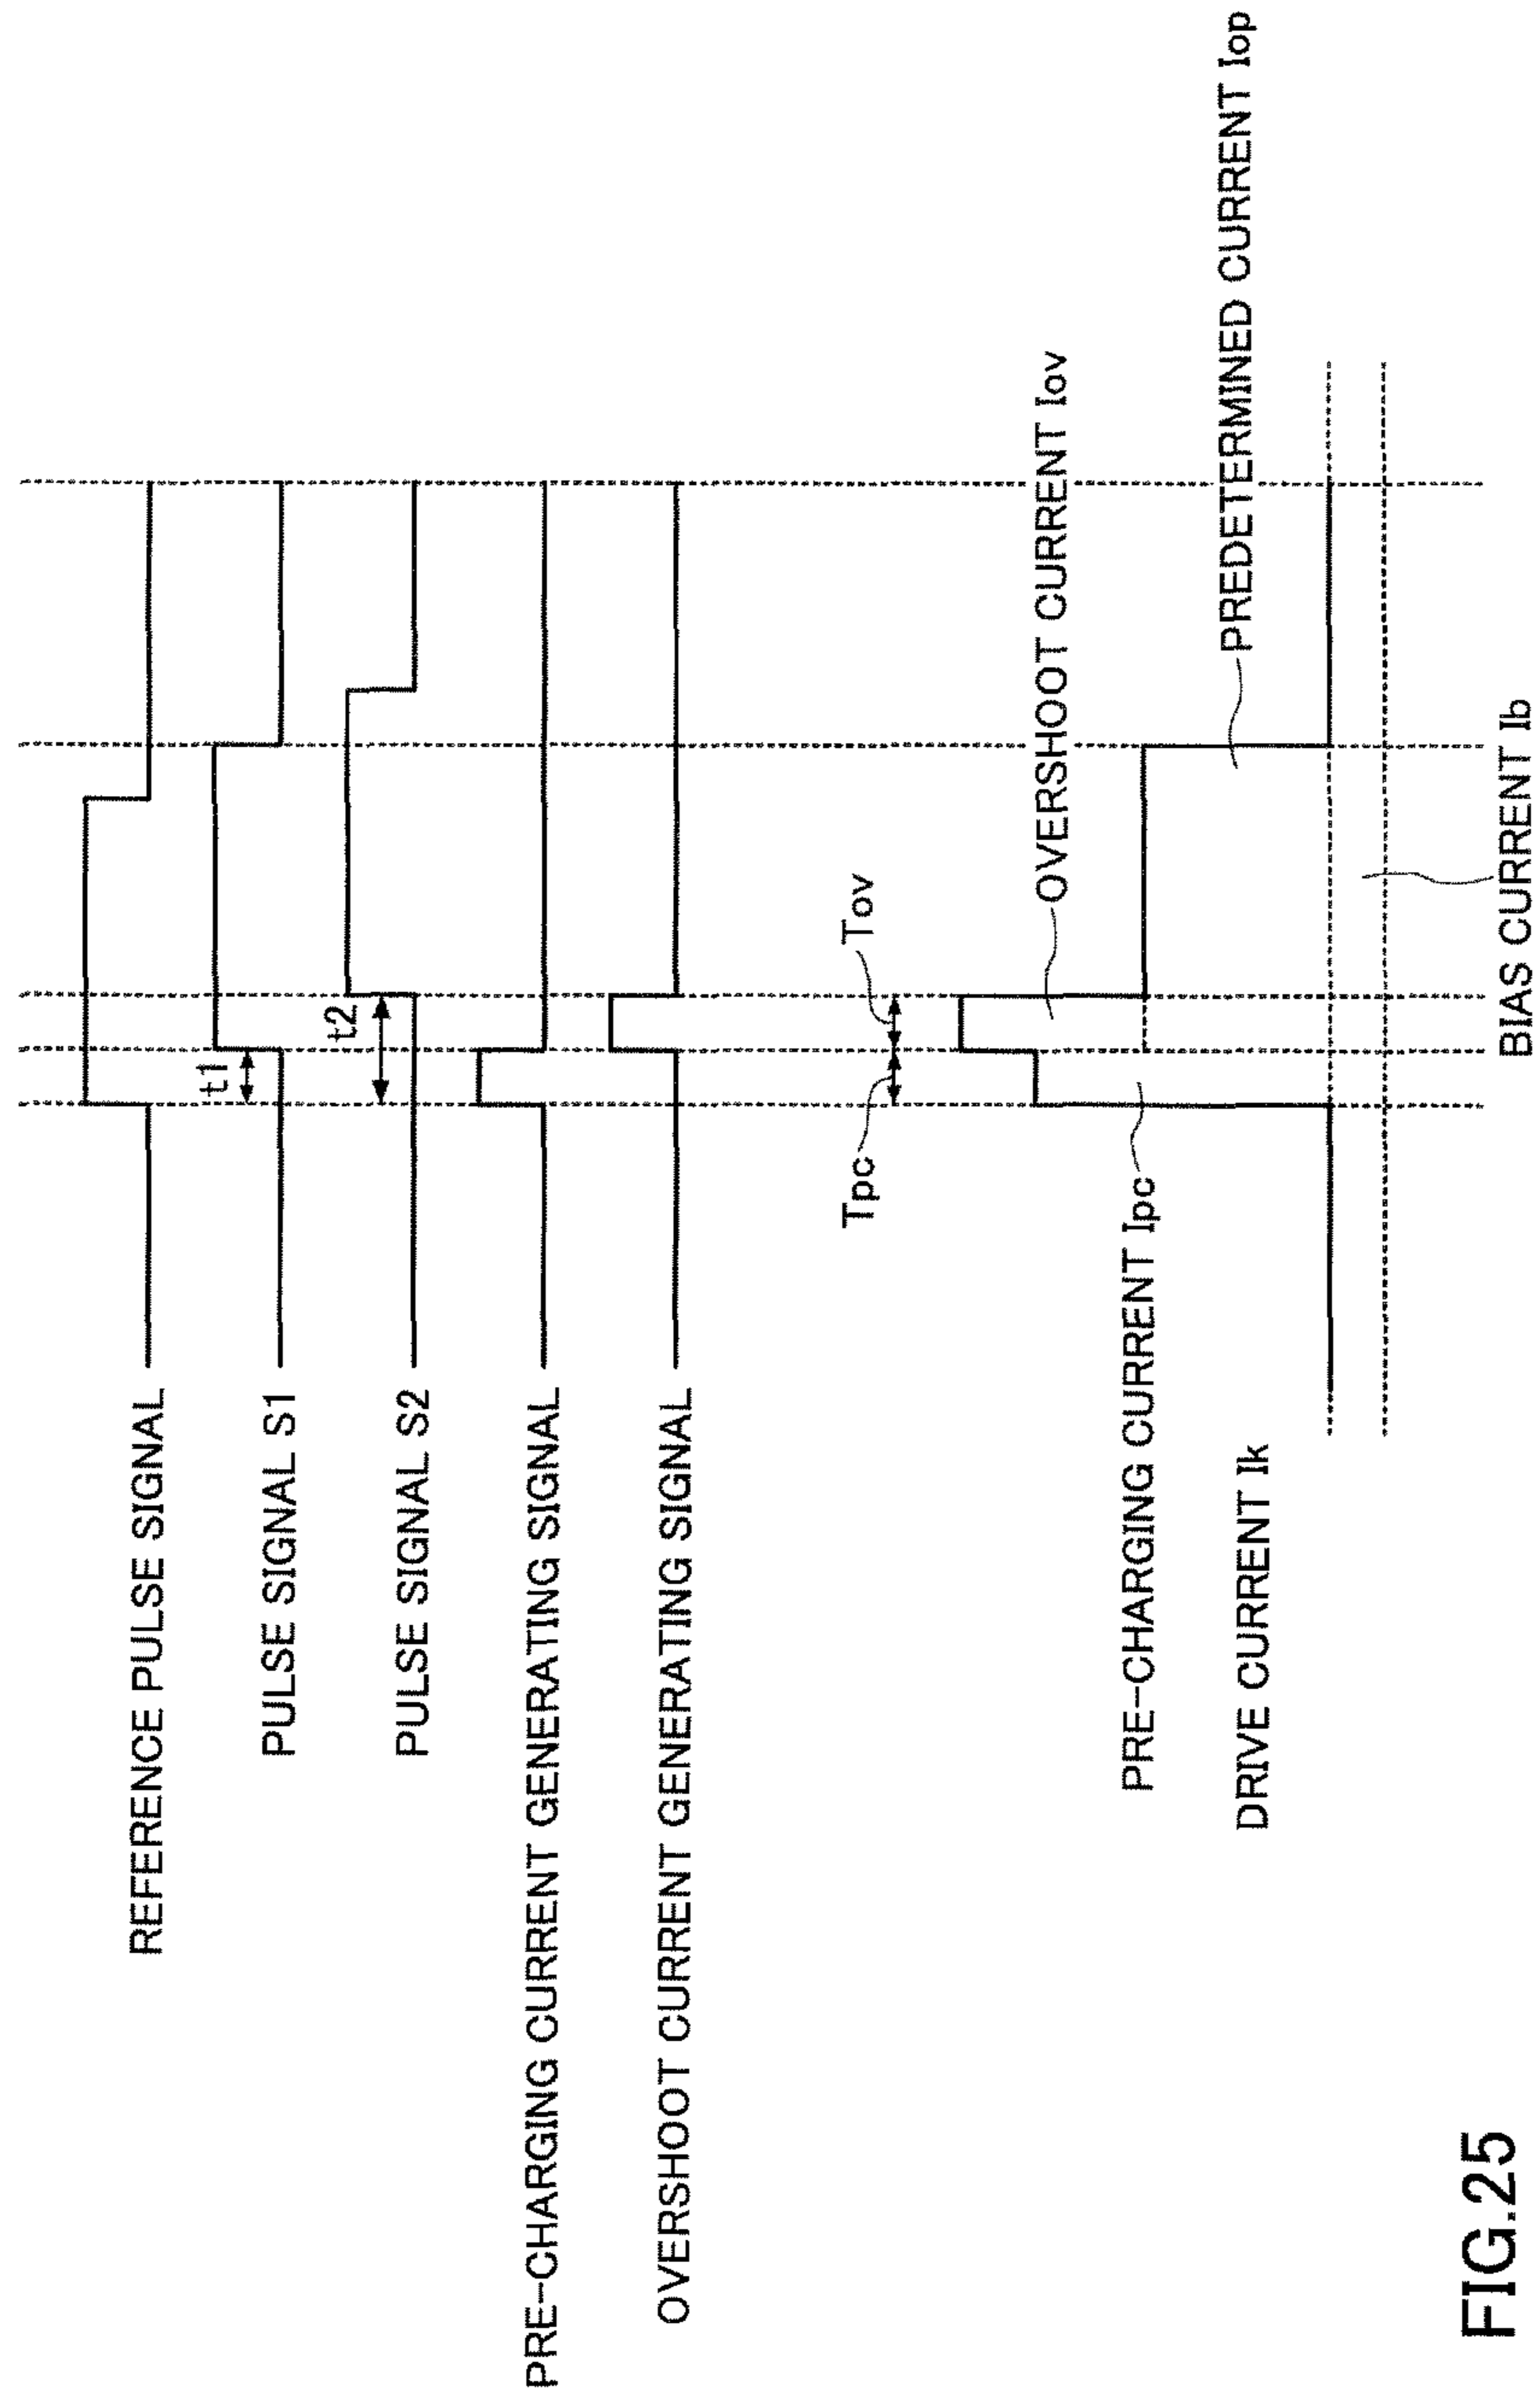 REFERENCE PULSE SIGNAL
PULSE SIGNAL S1
t1
PULSE SIGNAL S2
t2
PRE-CHARGING CURRENT GENERATING SIGNAL
OVERSHOOT CURRENT GENERATING SIGNAL
Tpc
Tov
OVERSHOOT CURRENT Iov
PRE-CHARGING CURRENT Ipc
PREDETERMINED CURRENT Iop
DRIVE CURRENT Ik
BIAS CURRENT Ib
FIG.25